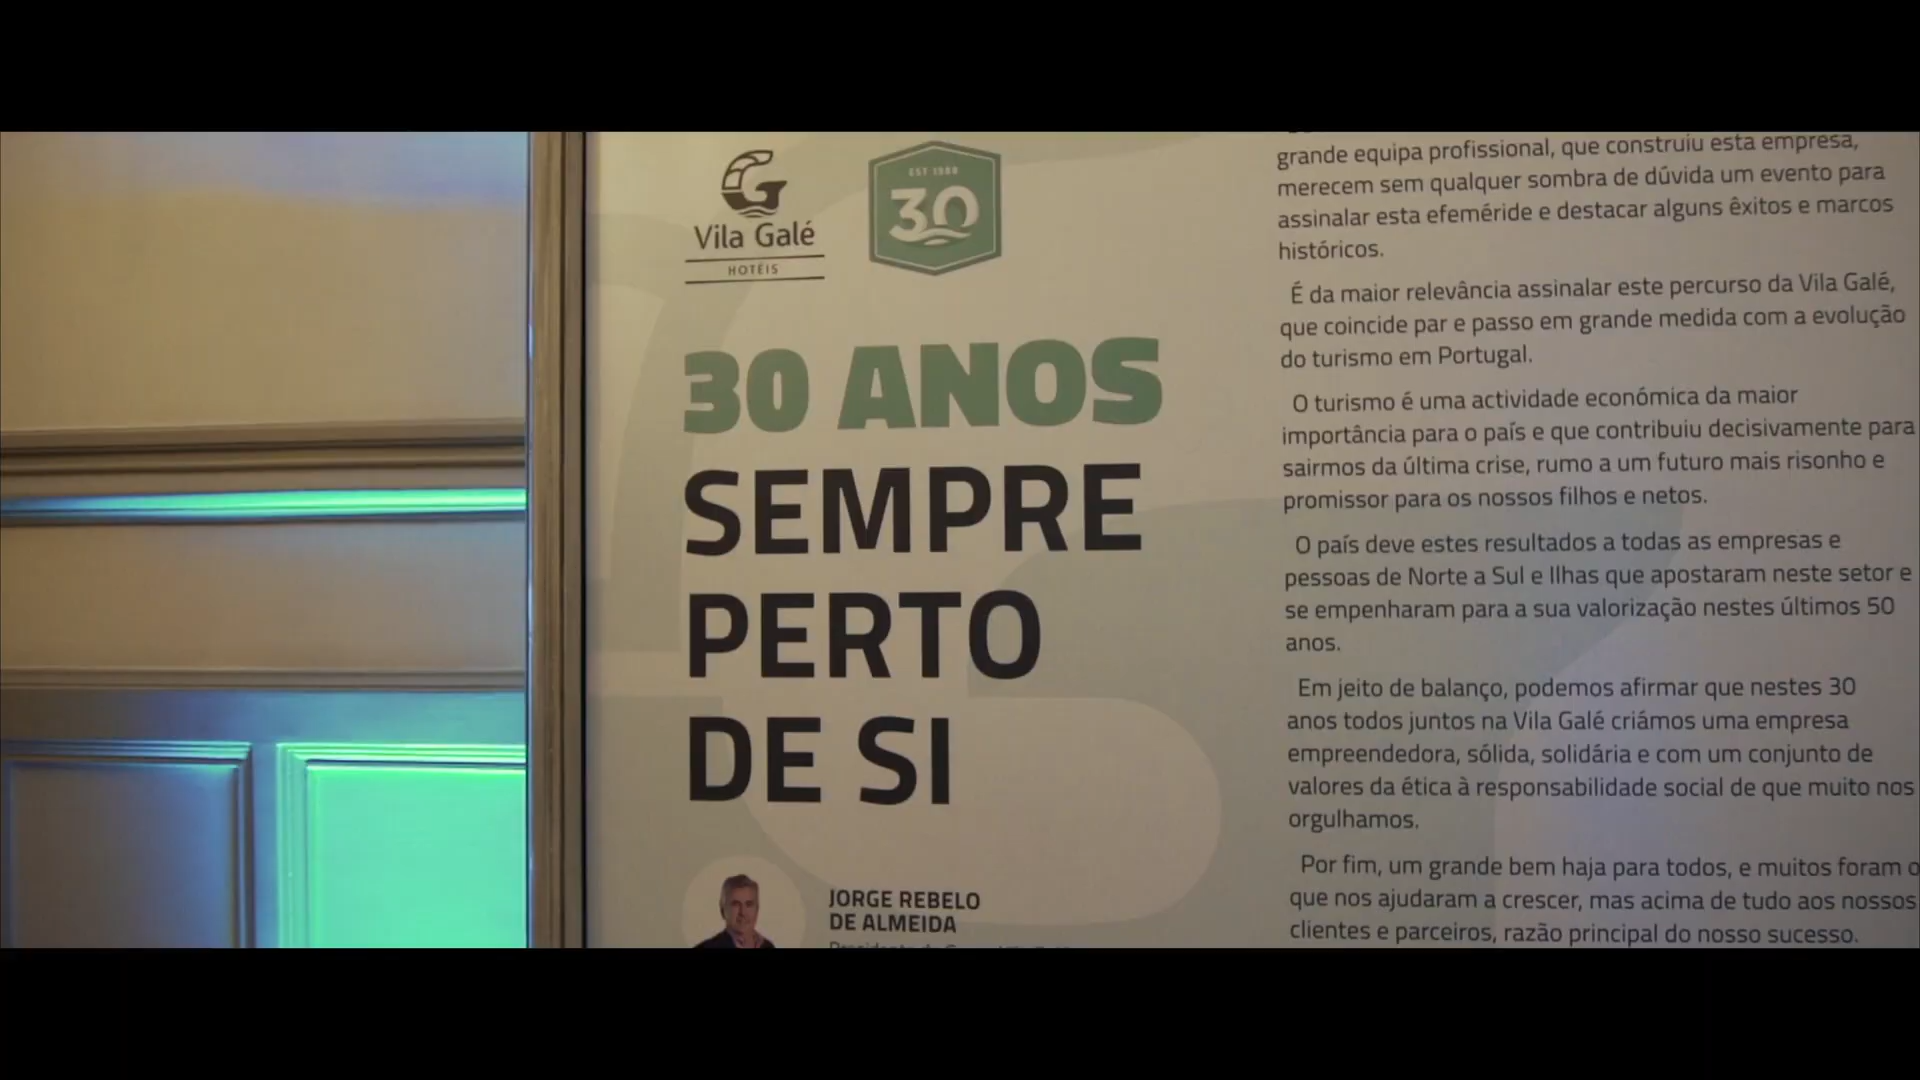 Vila Galé
HOTÉIS
EST 1988
30
30 ANOS
SEMPRE
PERTO
DE SI
JORGE REBELO
DE ALMEIDA
grande equipa profissional, que construiu esta empresa,
merecem sem qualquer sombra de dúvida um evento para
assinalar esta efeméride e destacar alguns êxitos e marcos
históricos.
É da maior relevância assinalar este percurso da Vila Galé,
que coincide par e passo em grande medida com a evolução
do turismo em Portugal.
O turismo é uma actividade económica da maior
importância para o país e que contribuiu decisivamente para
sairmos da última crise, rumo a um futuro mais risonho e
promissor para os nossos filhos e netos.
O país deve estes resultados a todas as empresas e
pessoas de Norte a Sul e Ilhas que apostaram neste setor e
se empenharam para a sua valorização nestes últimos 50
anos.
Em jeito de balanço, podemos afirmar que nestes 30
anos todos juntos na Vila Galé criámos uma empresa
empreendedora, sólida, solidária e com um conjunto de
valores da ética à responsabilidade social de que muito nos
orgulhamos.
Por fim, um grande bem haja para todos, e muitos foram o
que nos ajudaram a crescer, mas acima de tudo aos nossos
clientes e parceiros, razão principal do nosso sucesso.